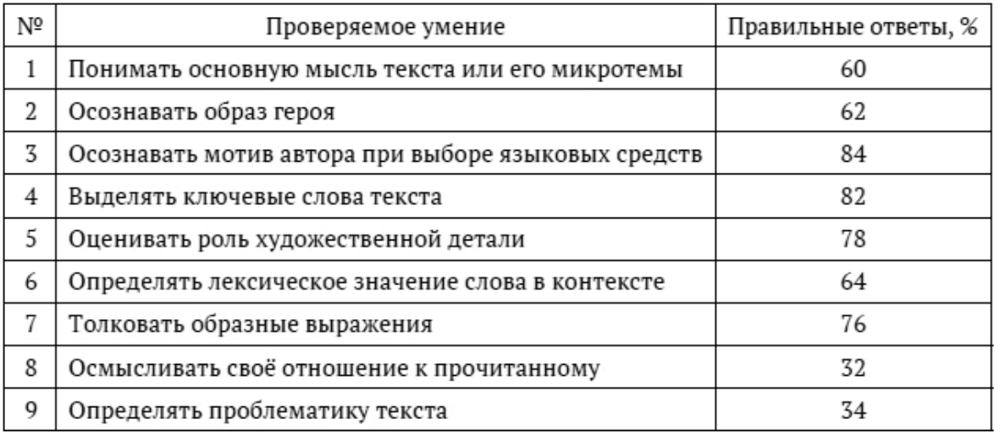 № Проверяемое умение Правильные ответы, %
1 Понимать основную мысль текста или его микротемы 60
2 Осознавать образ героя 62
3 Осознавать мотив автора при выборе языковых средств 84
4 Выделять ключевые слова текста 82
5 Оценивать роль художественной детали 78
6 Определять лексическое значение слова в контексте 64
7 Толковать образные выражения 76
8 Осмысливать своё отношение к прочитанному 32
9 Определять проблематику текста 34